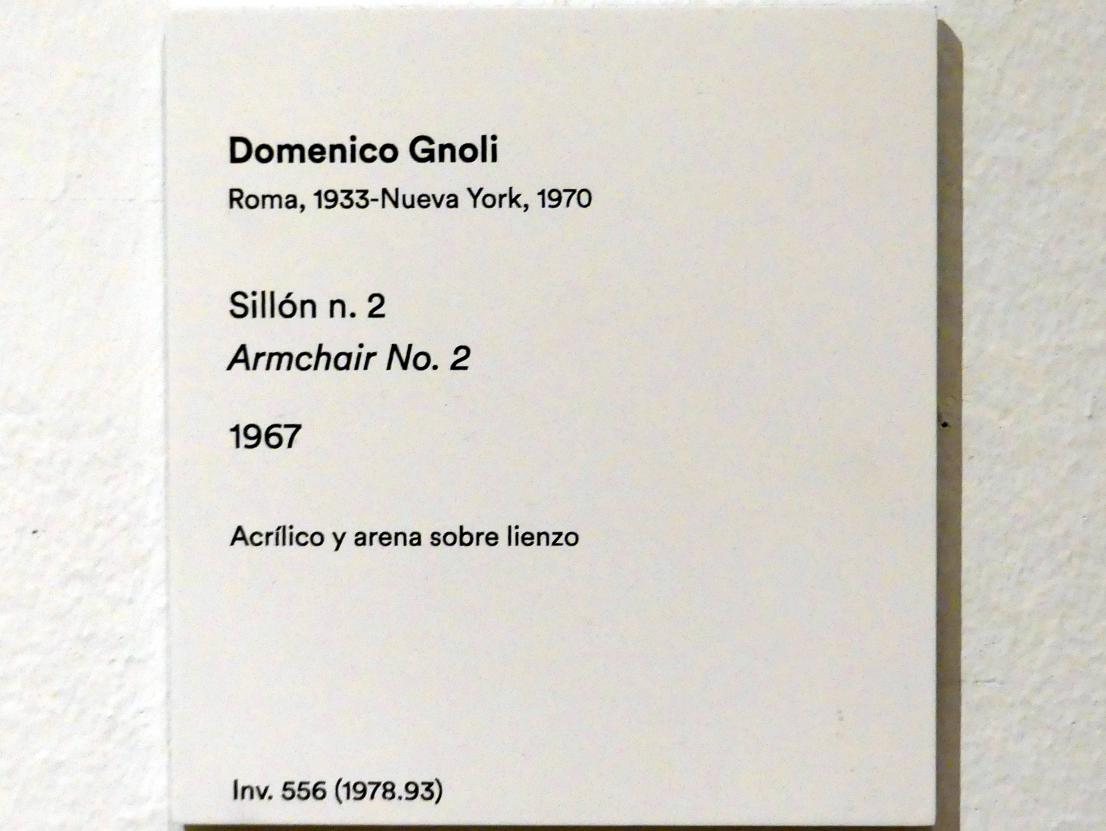 Domenico Gnoli
Roma, 1933-Nueva York, 1970
Sillón n. 2
Armchair No. 2
1967
Acrílico y arena sobre lienzo
Inv. 556 (1978.93)